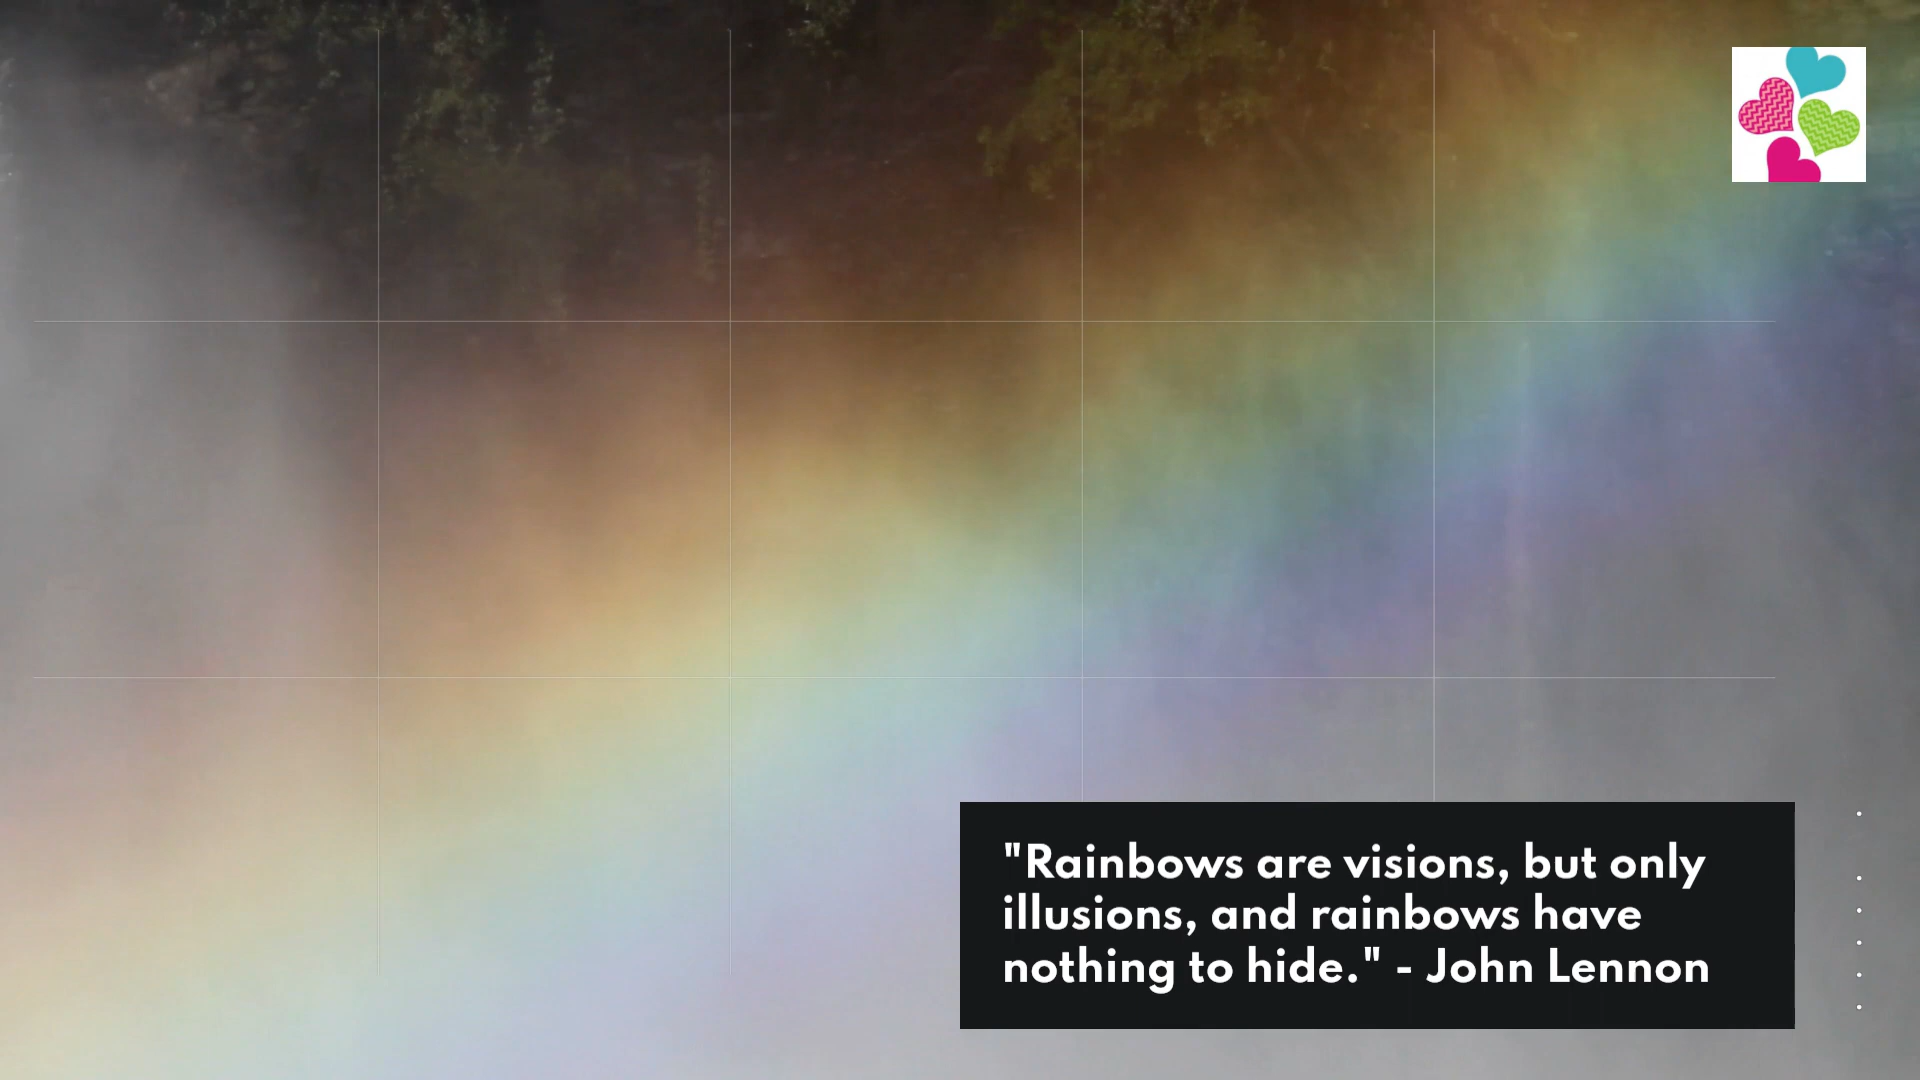 "Rainbows are visions, but only
illusions, and rainbows have
nothing to hide." - John Lennon